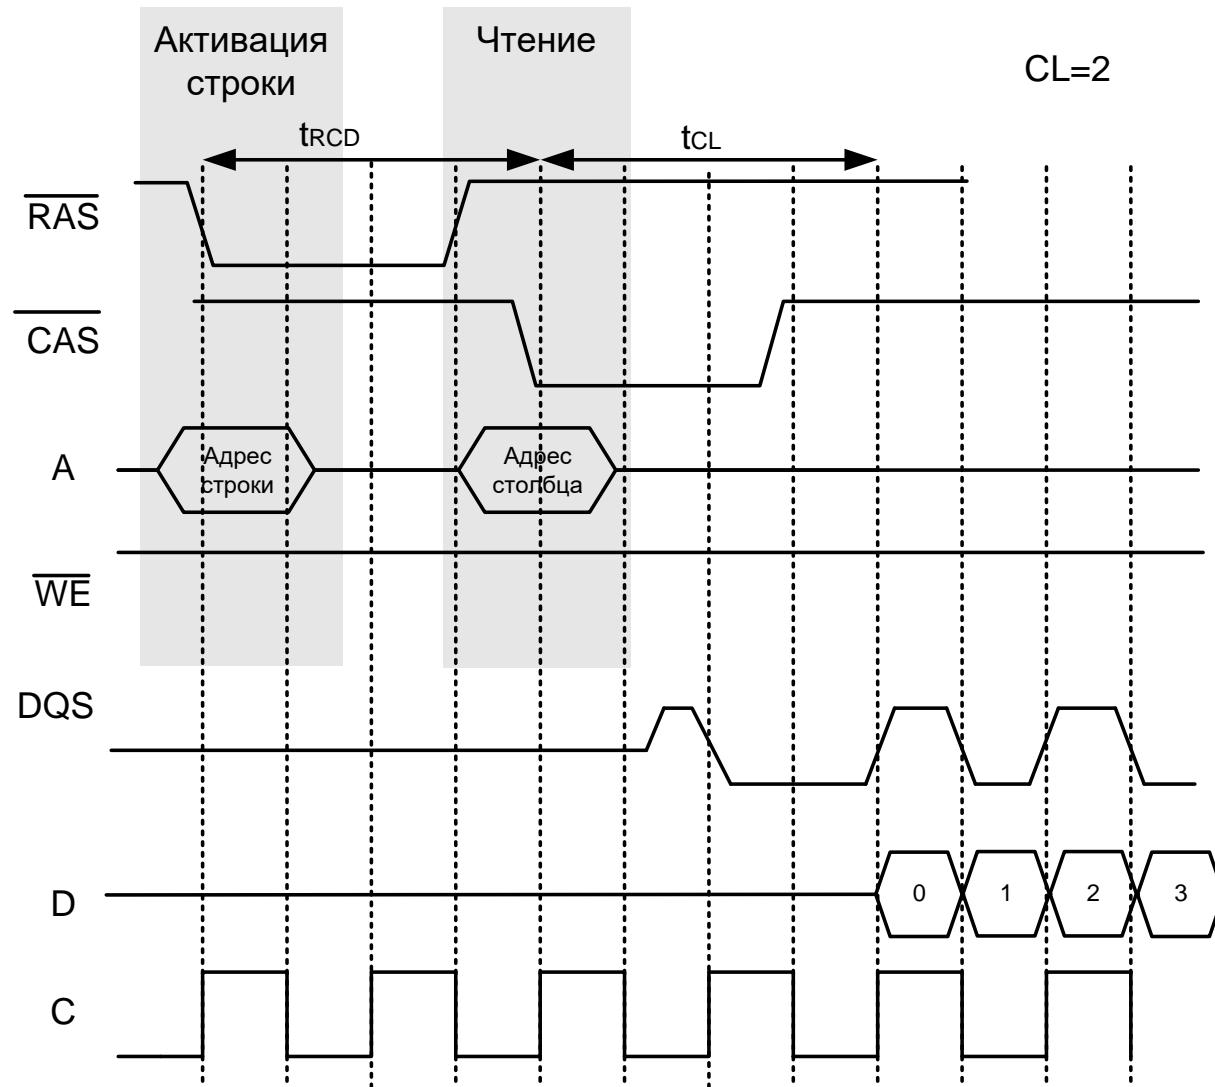 Активация
строки
Чтение
CL=2
tRCD
tCL
RAS
CAS
A
Адрес
строки
Адрес
столбца
WE
DQS
D
0
1
2
3
C